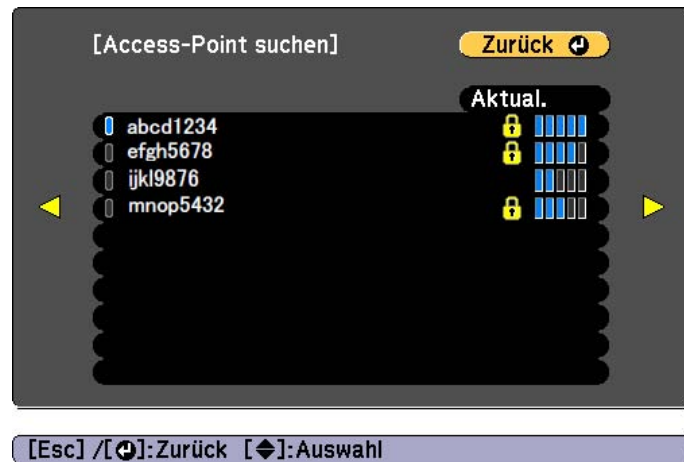 [Access-Point suchen]
Zurück
Aktual.
abcd1234
efgh5678
ijkl9876
mnop5432
[Esc] /[⏎]:Zurück [◆]:Auswahl